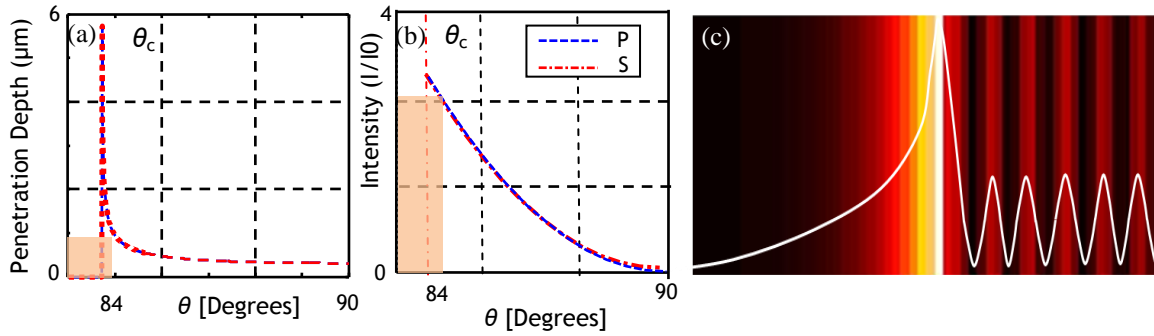 (a)
6
θc
Penetration Depth (μm)
0
84
θ [Degrees]
90
(b)
4
θc
P
S
Intensity (I/I0)
0
84
90
θ [Degrees]
(c)